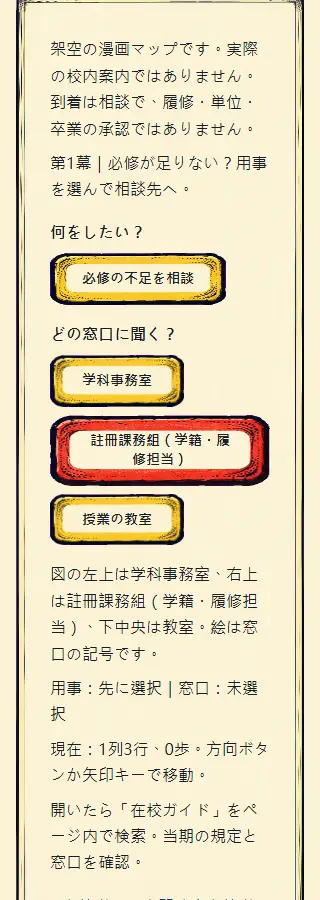 架空の漫画マップです。実際
の校内案内ではありません。
到着は相談で、履修・単位・
卒業の承認ではありません。
第1幕｜必修が足りない？用事
を選んで相談先へ。
何をしたい？
必修の不足を相談
どの窓口に聞く？
学科事務室
註冊課務組（学籍・履
修担当）
授業の教室
図の左上は学科事務室、右上
は註冊課務組（学籍・履修担
当）、下中央は教室。絵は窓
口の記号です。
用事：先に選択｜窓口：未選
択
現在：1列3行、0歩。方向ボタ
ンか矢印キーで移動。
開いたら「在校ガイド」をペ
ージ内で検索。当期の規定と
窓口を確認。